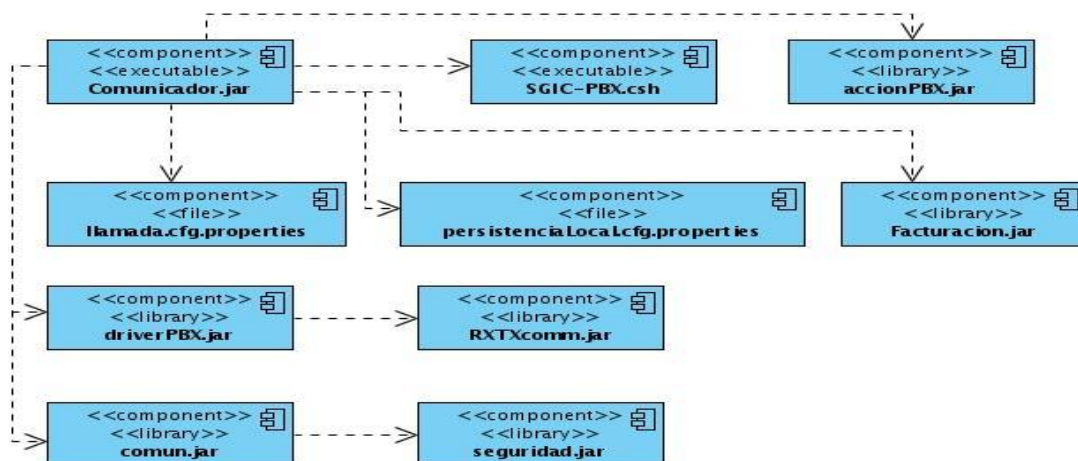 <<component>>
<<executable>>
Comunicador.jar
<<component>>
<<executable>>
SGIC-PBX.csh
<<component>>
<<library>>
accionPBX.jar
<<component>>
<<file>>
llamada.cfg.properties
<<component>>
<<file>>
persistenciaLocal.cfg.properties
<<component>>
<<library>>
Facturacion.jar
<<component>>
<<library>>
driverPBX.jar
<<component>>
<<library>>
RXTXcomm.jar
<<component>>
<<library>>
comun.jar
<<component>>
<<library>>
seguridad.jar